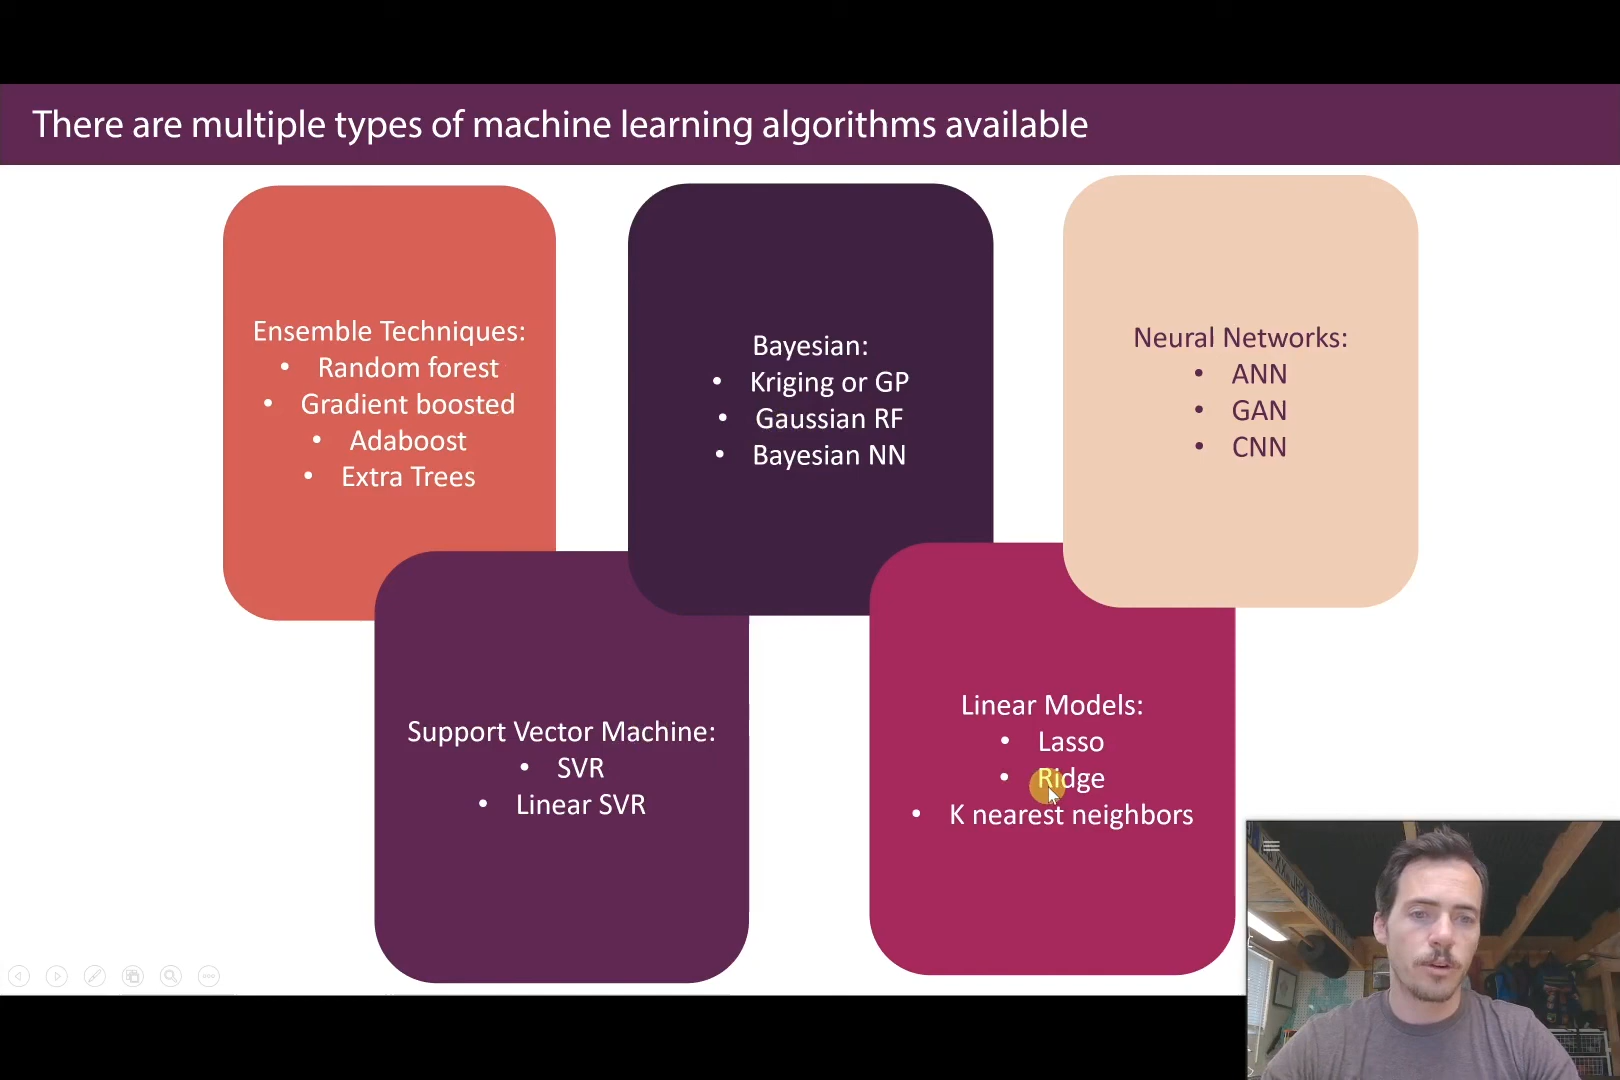 There are multiple types of machine learning algorithms available
Ensemble Techniques:
• Random forest
• Gradient boosted
• Adaboost
• Extra Trees
Bayesian:
• Kriging or GP
• Gaussian RF
• Bayesian NN
Neural Networks:
• ANN
• GAN
• CNN
Support Vector Machine:
• SVR
• Linear SVR
Linear Models:
• Lasso
• Ridge
• K nearest neighbors